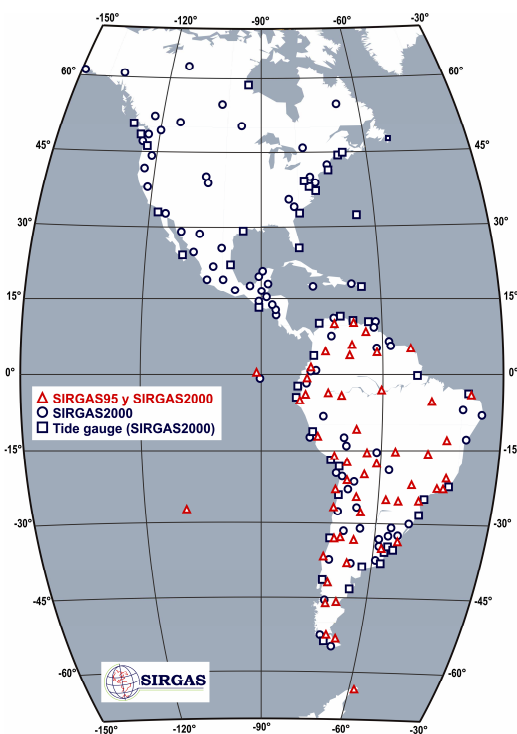 -150° -120° -90° -60° -30°
60° 60°
45° 45°
30° 30°
15° 15°
0° 0°
SIRGAS95 y SIRGAS2000
SIRGAS2000
Tide gauge (SIRGAS2000)
-15° -15°
-30° -30°
-45° -45°
-60° -60°
SIRGAS
-150° -120° -90° -60° -30°